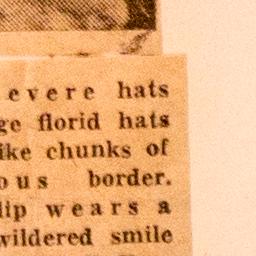 evere hats
ge florid hats
ike chunks of
ous border.
lip wears a
wildered smile